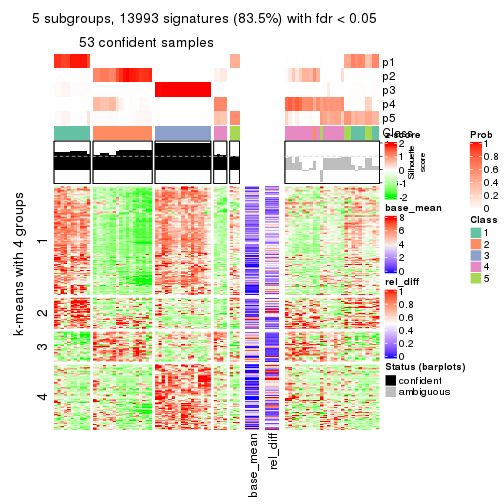 5 subgroups, 13993 signatures (83.5%) with fdr < 0.05
53 confident samples
p1
p2
p3
p4
p5
Class
Silhouette
score
k-means with 4 groups
1
2
3
4
base_mean
rel_diff
z-score
2
1
0
-1
-2
base_mean
8
6
4
2
0
rel_diff
1
0.8
0.6
0.4
0.2
0
Status (barplots)
confident
ambiguous
Prob
1
0.8
0.6
0.4
0.2
0
Class
1
2
3
4
5